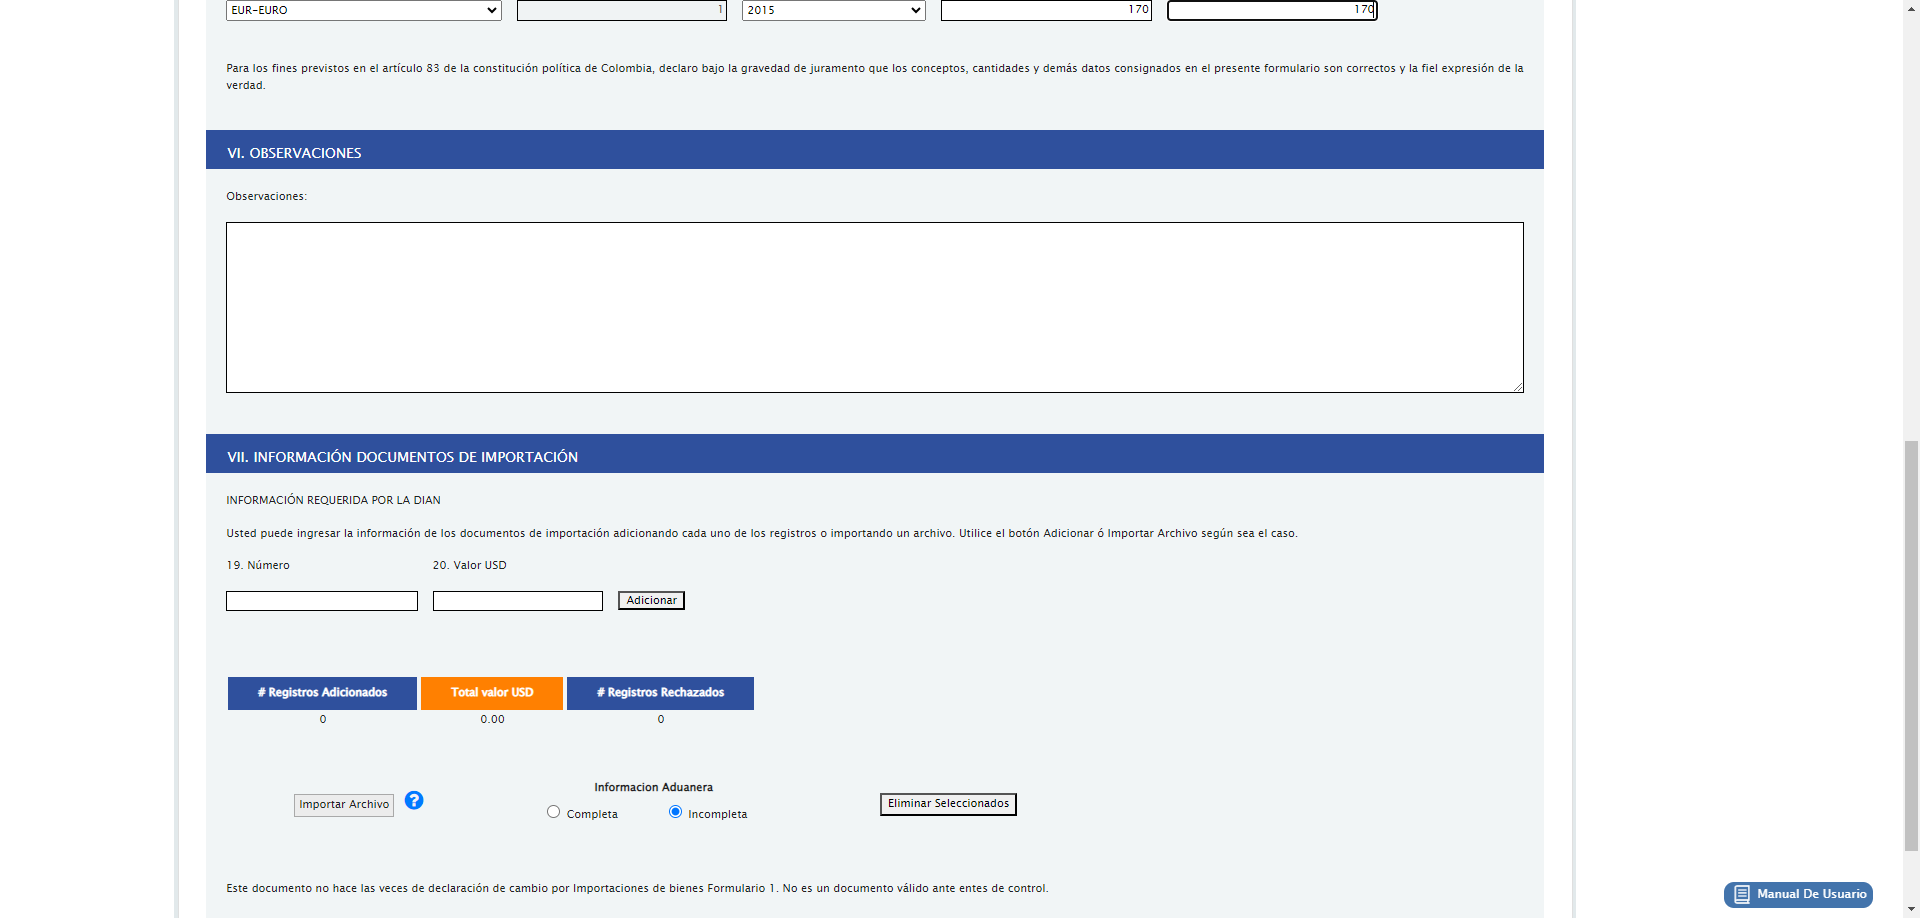 EUR-EURO 1 2015 170 170
Para los fines previstos en el artículo 83 de la constitución política de Colombia, declaro bajo la gravedad de juramento que los conceptos, cantidades y demás datos consignados en el presente formulario son correctos y la fiel expresión de la
verdad.
VI. OBSERVACIONES
Observaciones:
VII. INFORMACIÓN DOCUMENTOS DE IMPORTACIÓN
INFORMACIÓN REQUERIDA POR LA DIAN
Usted puede ingresar la información de los documentos de importación adicionando cada uno de los registros o importando un archivo. Utilice el botón Adicionar ó Importar Archivo según sea el caso.
19. Número 20. Valor USD
Adicionar
# Registros Adicionados Total valor USD # Registros Rechazados
0 0.00 0
Informacion Aduanera
Importar Archivo ? Completa Incompleta Eliminar Seleccionados
Este documento no hace las veces de declaración de cambio por Importaciones de bienes Formulario 1. No es un documento válido ante entes de control.
Manual De Usuario